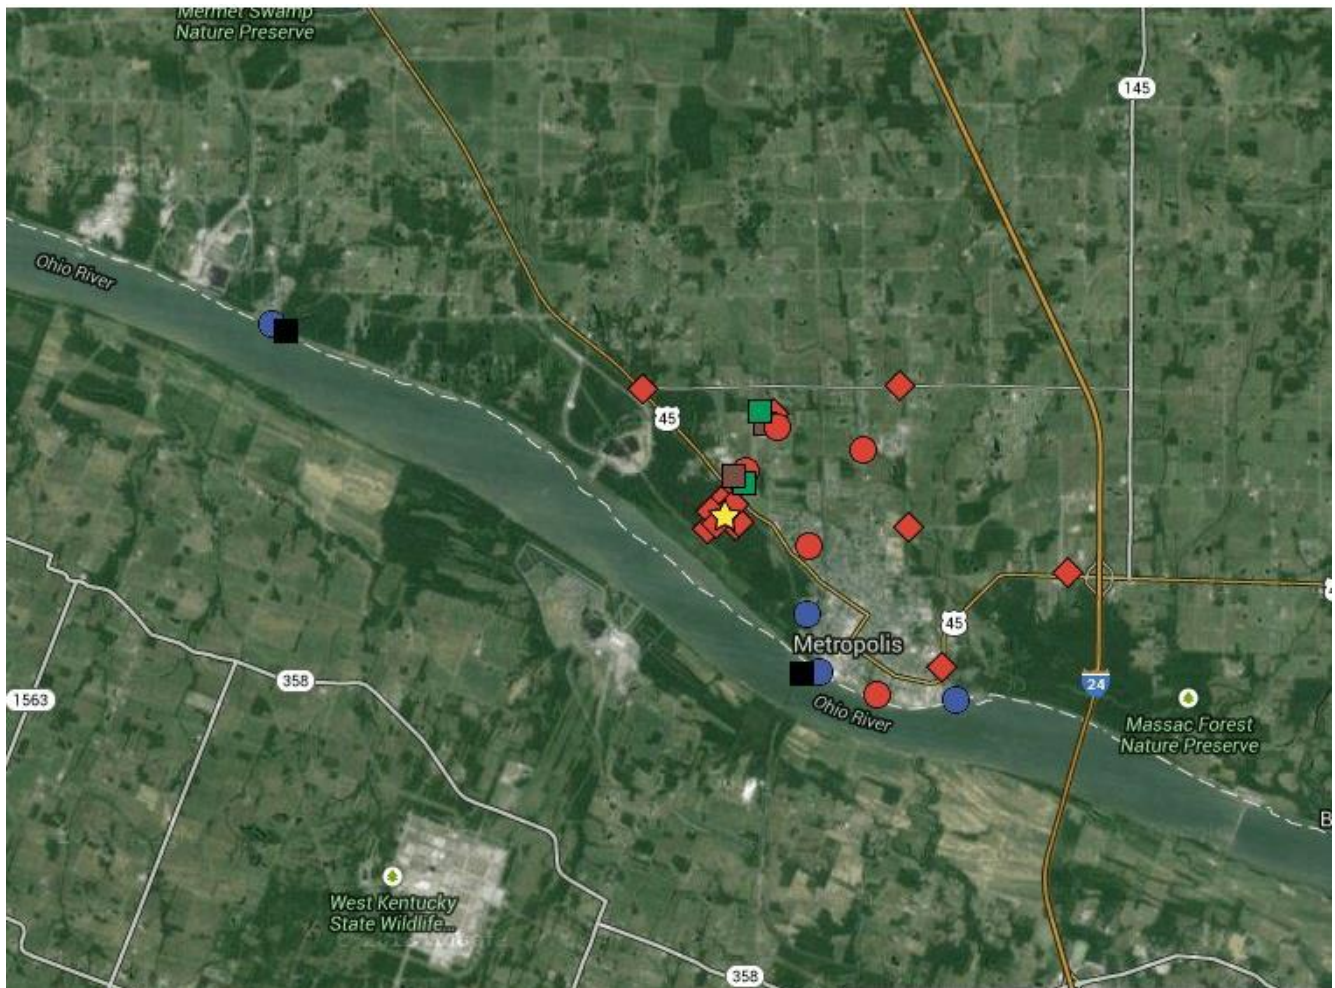 Mermet Swamp
Nature Preserve
145
Ohio River
45
45
Metropolis
358
1563
24
Ohio River
Massac Forest
Nature Preserve
B
West Kentucky
State Wildlife...
358